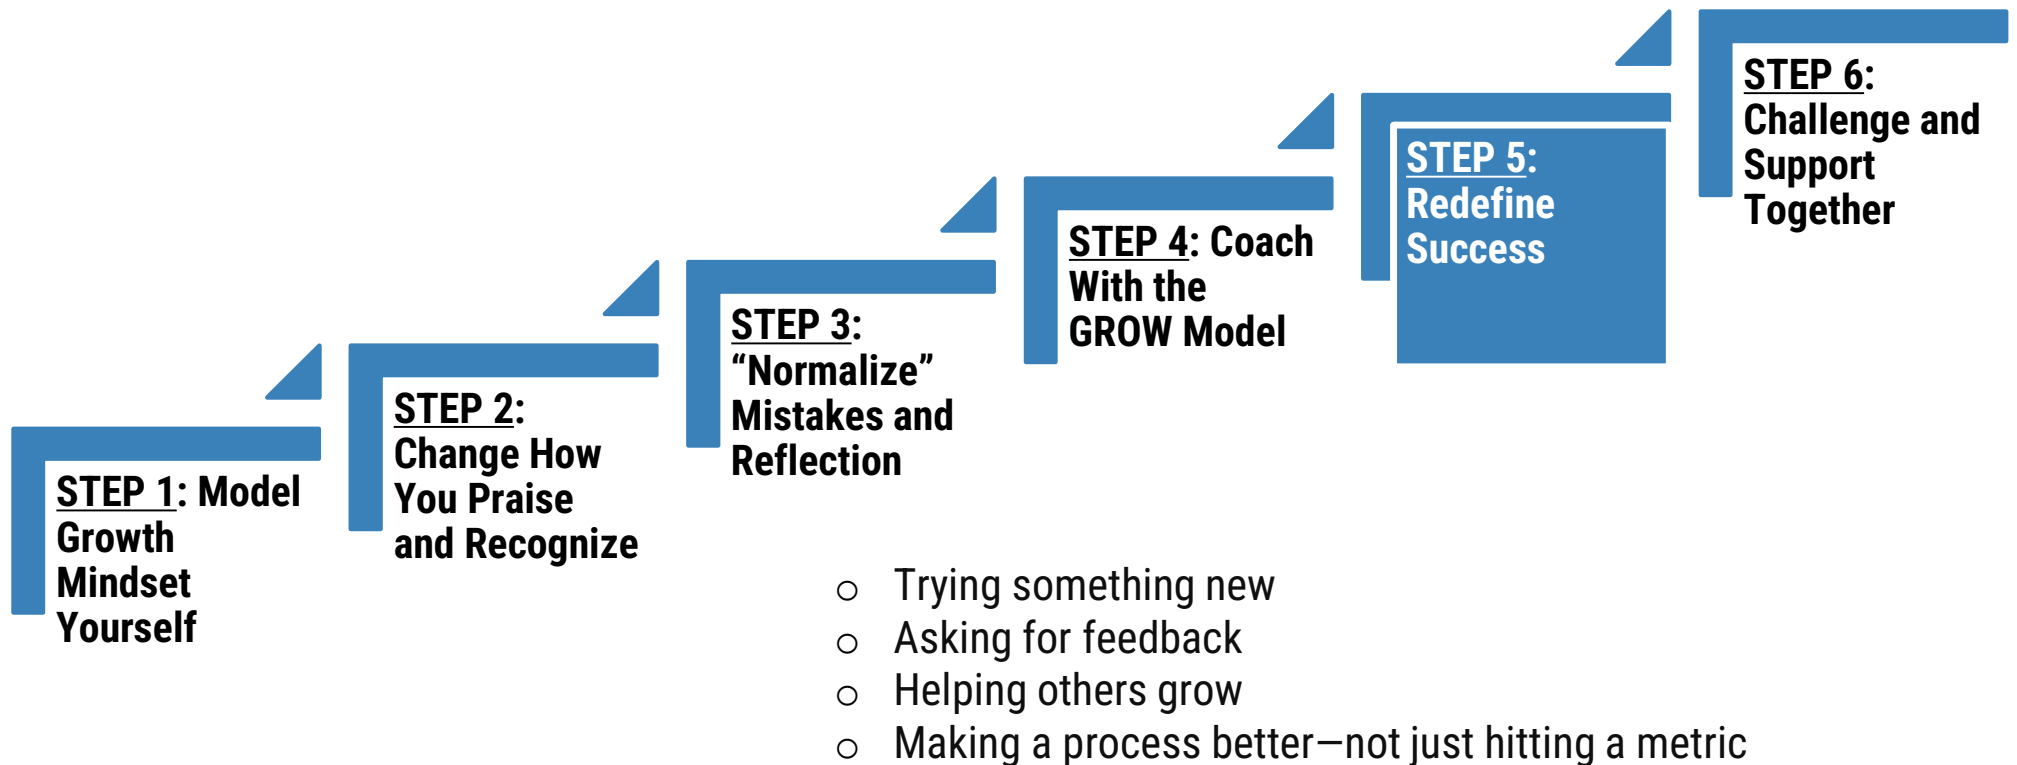 STEP 1: Model
Growth
Mindset
Yourself
STEP 2:
Change How
You Praise
and Recognize
STEP 3:
“Normalize”
Mistakes and
Reflection
STEP 4: Coach
With the
GROW Model
STEP 5:
Redefine
Success
STEP 6:
Challenge and
Support
Together
○ Trying something new
○ Asking for feedback
○ Helping others grow
○ Making a process better—not just hitting a metric